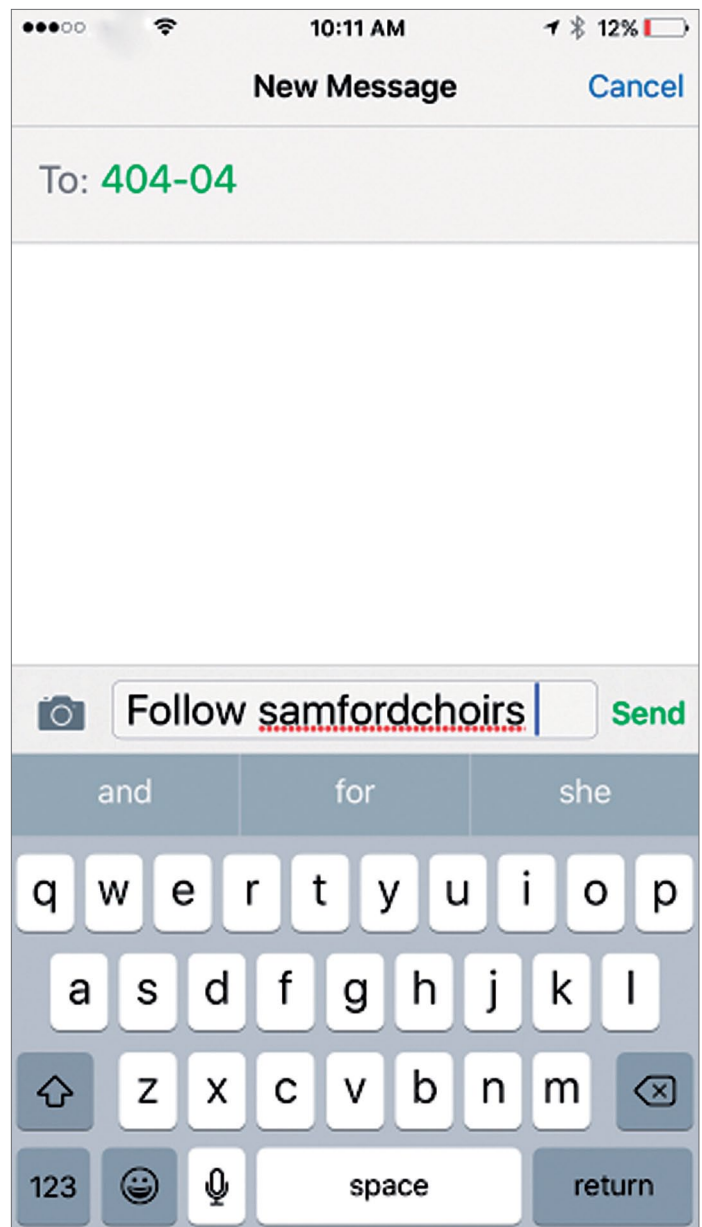 10:11 AM 12%
New Message Cancel
To: 404-04
Follow samfordchoirs Send
and for she
q w e r t y u i o p
a s d f g h j k l
z x c v b n m
123 space return